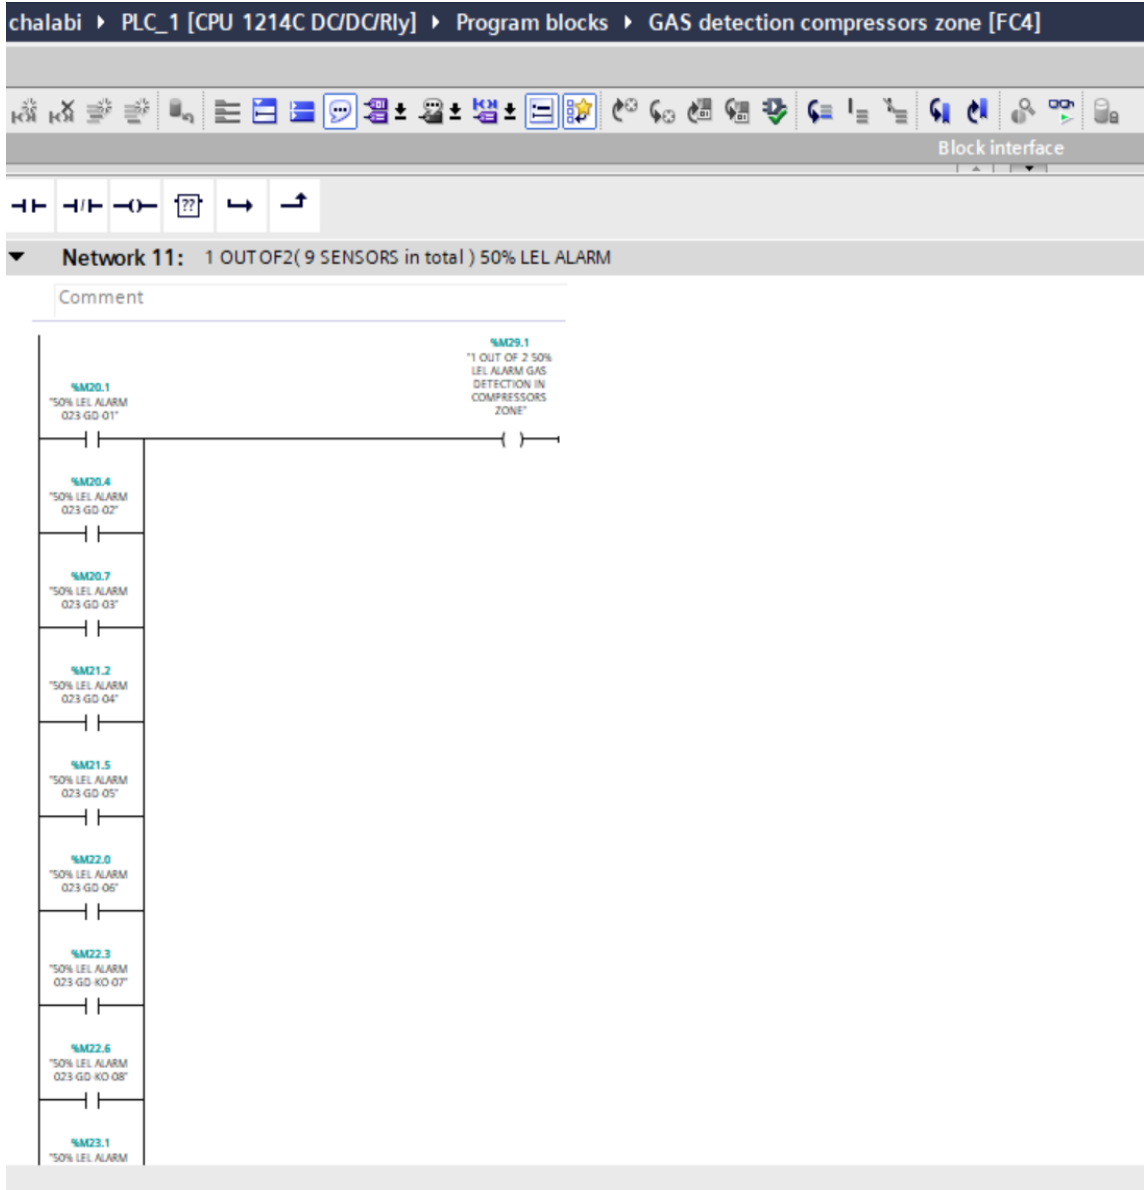 chalabi ▸ PLC_1 [CPU 1214C DC/DC/Rly] ▸ Program blocks ▸ GAS detection compressors zone [FC4]
Block interface
??
Network 11: 1 OUT OF2( 9 SENSORS in total ) 50% LEL ALARM
Comment
%M29.1
"1 OUT OF 2 50%
LEL ALARM GAS
DETECTION IN
COMPRESSORS
ZONE"
%M20.1
"50% LEL ALARM
023-GD-01"
%M20.4
"50% LEL ALARM
023-GD-02"
%M20.7
"50% LEL ALARM
023-GD-03"
%M21.2
"50% LEL ALARM
023-GD-04"
%M21.5
"50% LEL ALARM
023-GD-05"
%M22.0
"50% LEL ALARM
023-GD-06"
%M22.3
"50% LEL ALARM
023-GD-KO-07"
%M22.6
"50% LEL ALARM
023-GD-KO-08"
%M23.1
"50% LEL ALARM